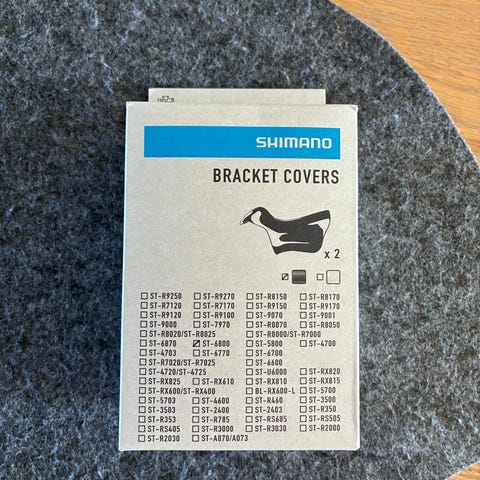 SHIMANO
BRACKET COVERS
x 2
ST-R9250 ST-R9270 ST-R8150 ST-R8170
ST-R7120 ST-R7170 ST-R9150 ST-R9170
ST-R9120 ST-R9100 ST-9070 ST-9001
ST-9000 ST-7970 ST-R8070 ST-R8050
ST-R8020/ST-R8025 ST-R8000/ST-R7000
ST-6870 ST-6800 ST-5800 ST-4700
ST-4703 ST-6770 ST-6700
ST-R7020/ST-R7025 ST-6600
ST-4720/ST-4725 ST-U6000 ST-RX820
ST-RX825 ST-RX610 ST-RX810 ST-RX815
ST-RX600/ST-RX400 BL-RX600-L ST-5700
ST-5703 ST-4600 ST-R460 ST-3500
ST-3503 ST-2400 ST-2403 ST-R350
ST-R353 ST-R785 ST-RS685 ST-RS505
ST-RS405 ST-R3000 ST-R3030 ST-R2000
ST-R2030 ST-A070/A073